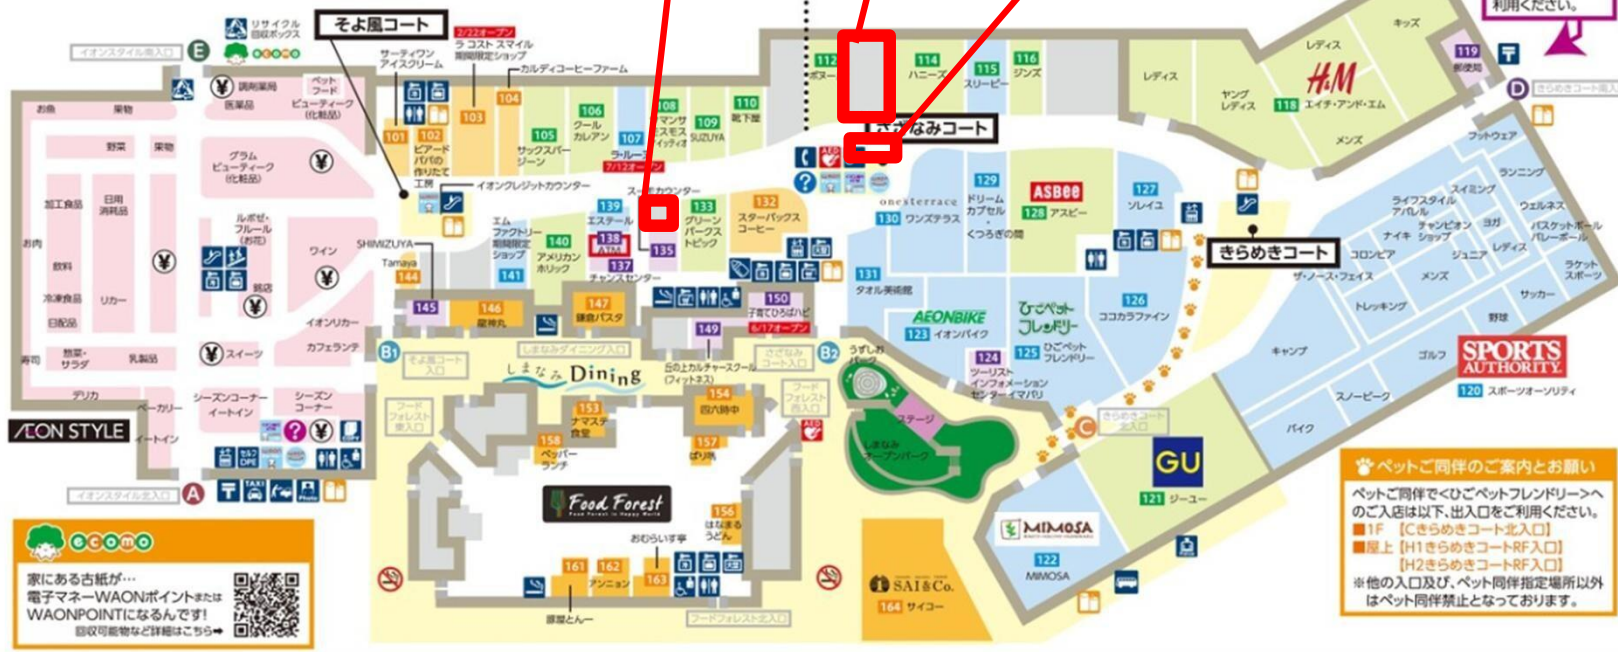 利用ください。
リサイクル
回収ボックス
ecomo
イオンスタイル南入口
E
そよ風コート
2/22オープン
ラ コスト スマイル
期間限定ショップ
サーティワン
アイスクリーム
カルディコーヒーファーム
101
102
ビアード
パパの
作りたて
工房
103
104
105
サックスバー
ジーン
106
クール
カレアン
107
ラ・ルーヌ
7/12オープン
109
SUZUYA
110
靴下屋
112
114
ハニーズ
115
スリーピー
116
ジンズ
さざなみコート
AED
レディス
ヤング
レディス
レディス
キッズ
H&M
118 エイチ・アンド・エム
メンズ
119
郵便局
D
お魚
果物
野菜
果物
加工食品
日用
消耗品
お肉
飲料
冷凍食品
リカー
日配品
寿司
惣菜・
サラダ
乳製品
デリカ
ベーカリー
イートイン
調剤薬局
医薬品
ペット
フード
ビューティーク
(化粧品)
グラム
ビューティーク
(化粧品)
ルポゼ・
フルール
(お花)
ワイン
銘店
イオンリカー
カフェランテ
スイーツ
シーズンコーナー
イートイン
シーズン
コーナー
ÆON STYLE
イオンスタイル北入口
A
TAXI
イオンクレジットカウンター
SHIMIZUYA
Tamaya
144
145
エム
ファクトリー
期間限定
ショップ
141
140
アメリカン
ホリック
139
エステール
138
ATM
137
チャンスセンター
135
133
グリーン
パークス
トピック
132
スターバックス
コーヒー
146
龍神丸
147
鎌倉パスタ
149
丘の上カルチャースクール
(フィットネス)
150
子育てひろばハピ
6/17オープン
B1
そよ風コート
入口
しまなみダイニング入口
さざなみ
コート入口
B2
しまなみ Dining
フード
フォレスト
東入口
フード
フォレスト
西入口
AED
153
ナマステ
食堂
154
四六時中
158
ペッパー
ランチ
157
ばり馬
Food Forest
Food Forest is Happy World
156
はなまる
うどん
おむらいす亭
161
162
アンニョン
163
フードフォレスト北入口
onesterrace
130 ワンズテラス
129
ドリーム
カプセル
・
くつろぎの間
ASBee
128 アスビー
127
ソレイユ
131
タオル美術館
AEONBIKE
123 イオンバイク
124
ツーリスト
インフォメーション
センターイマバリ
ひごペット
フレンドリー
125
ひごペット
フレンドリー
126
ココカラファイン
きらめきコート
うずしお
パーク
ステージ
しまなみ
オープンパーク
C
きらめきコート
北入口
GU
121 ジーユー
MIMOSA
122
MIMOSA
SAI&Co.
164 サイコー
フットウェア
ランニング
スイミング
ウェルネス
バスケットボール
バレーボール
ライフスタイル
アパレル
チャンピオン
ショップ
ヨガ
ナイキ
レディス
ジュニア
コロンビア
ラケット
スポーツ
ザ・ノース・フェイス
メンズ
サッカー
トレッキング
野球
キャンプ
ゴルフ
スノーピーク
バイク
SPORTS
AUTHORITY.
120 スポーツオーソリティ
ecomo
家にある古紙が…
電子マネーWAONポイントまたは
WAONPOINTになるんです!
回収可能物など詳細はこちら➡
ペットご同伴のご案内とお願い
ペットご同伴で<ひごペットフレンドリー>へ
のご入店は以下、出入口をご利用ください。
■1F 【Cきらめきコート北入口】
■屋上【H1きらめきコートRF入口】
【H2きらめきコートRF入口】
※他の入口及び、ペット同伴指定場所以外
はペット同伴禁止となっております。